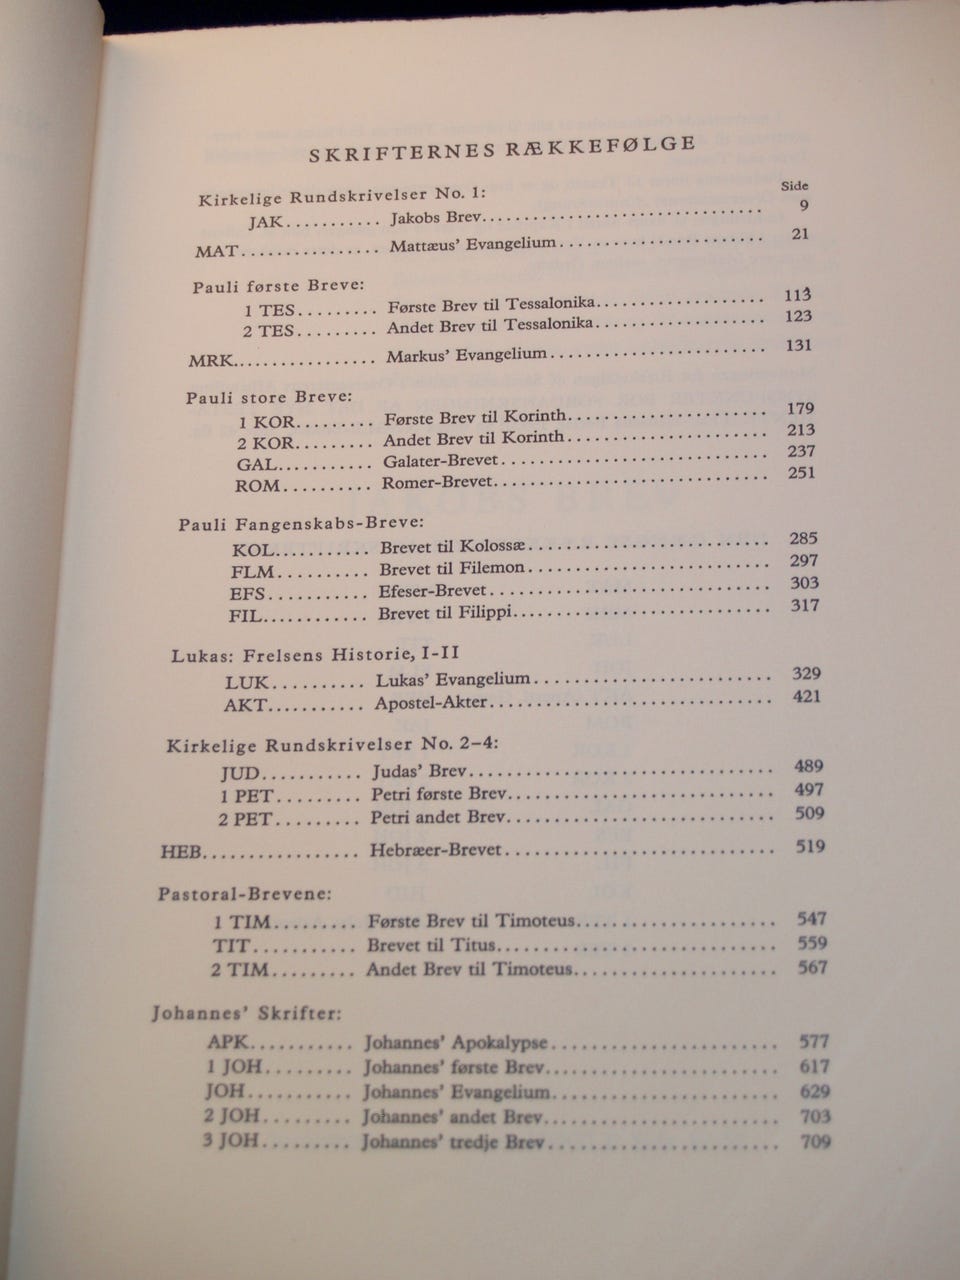 SKRIFTERNES RÆKKEFØLGE
Side
Kirkelige Rundskrivelser No. 1:
JAK........... Jakobs Brev................................. 9
MAT................ Mattæus' Evangelium........................ 21
Pauli første Breve:
1 TES......... Første Brev til Tessalonika.................... 113
2 TES......... Andet Brev til Tessalonika.................... 123
MRK................ Markus' Evangelium........................ 131
Pauli store Breve:
1 KOR......... Første Brev til Korinth....................... 179
2 KOR......... Andet Brev til Korinth....................... 213
GAL........... Galater-Brevet.............................. 237
ROM.......... Romer-Brevet.............................. 251
Pauli Fangenskabs-Breve:
KOL........... Brevet til Kolossæ........................... 285
FLM........... Brevet til Filemon........................... 297
EFS............ Efeser-Brevet............................... 303
FIL............ Brevet til Filippi............................. 317
Lukas: Frelsens Historie, I-II
LUK.......... Lukas' Evangelium.......................... 329
AKT........... Apostel-Akter............................... 421
Kirkelige Rundskrivelser No. 2–4:
JUD........... Judas' Brev................................. 489
1 PET......... Petri første Brev............................. 497
2 PET......... Petri andet Brev............................. 509
HEB................. Hebræer-Brevet............................. 519
Pastoral-Brevene:
1 TIM......... Første Brev til Timoteus...................... 547
TIT........... Brevet til Titus.............................. 559
2 TIM......... Andet Brev til Timoteus...................... 567
Johannes' Skrifter:
APK........... Johannes' Apokalypse........................ 577
1 JOH......... Johannes' første Brev......................... 617
JOH........... Johannes' Evangelium........................ 629
2 JOH......... Johannes' andet Brev......................... 703
3 JOH......... Johannes' tredje Brev......................... 709